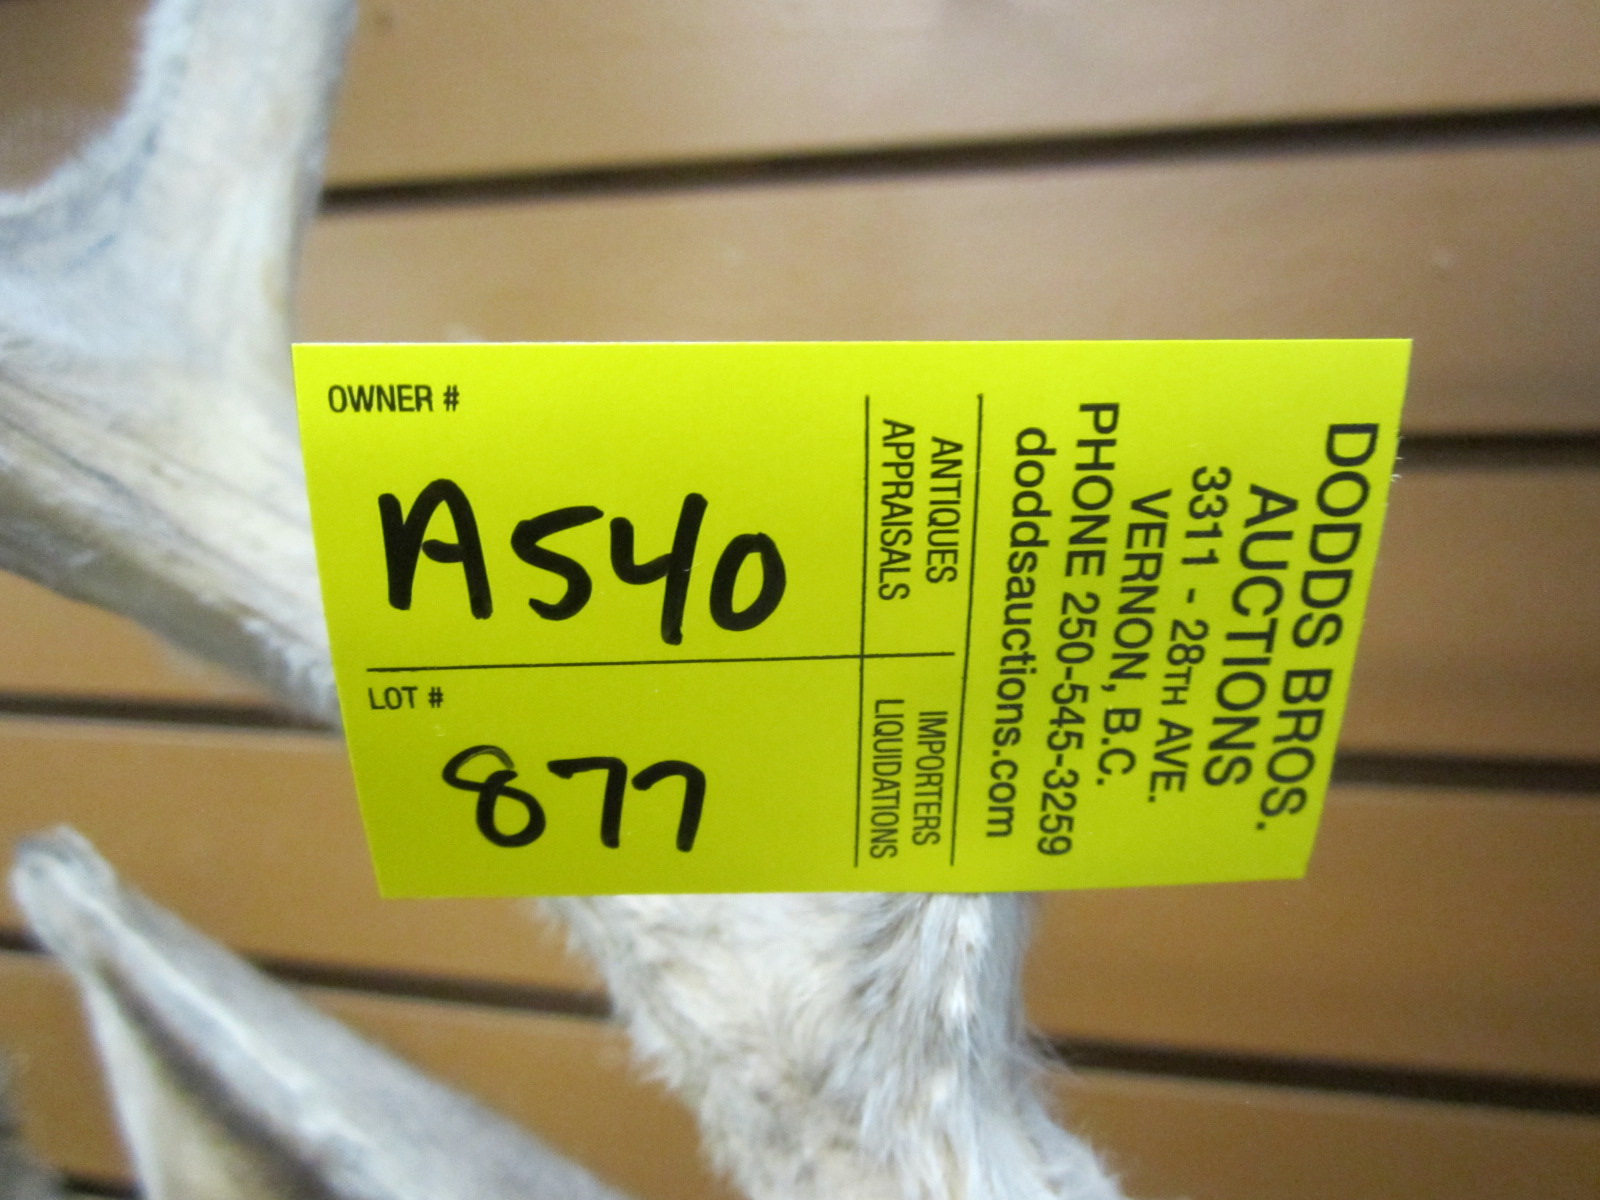 DODDS BROS.
AUCTIONS
3311 - 28TH AVE.
VERNON, B.C.
PHONE 250-545-3259
doddsauctions.com
ANTIQUES
APPRAISALS
IMPORTERS
LIQUIDATIONS
OWNER #
A540
LOT #
877